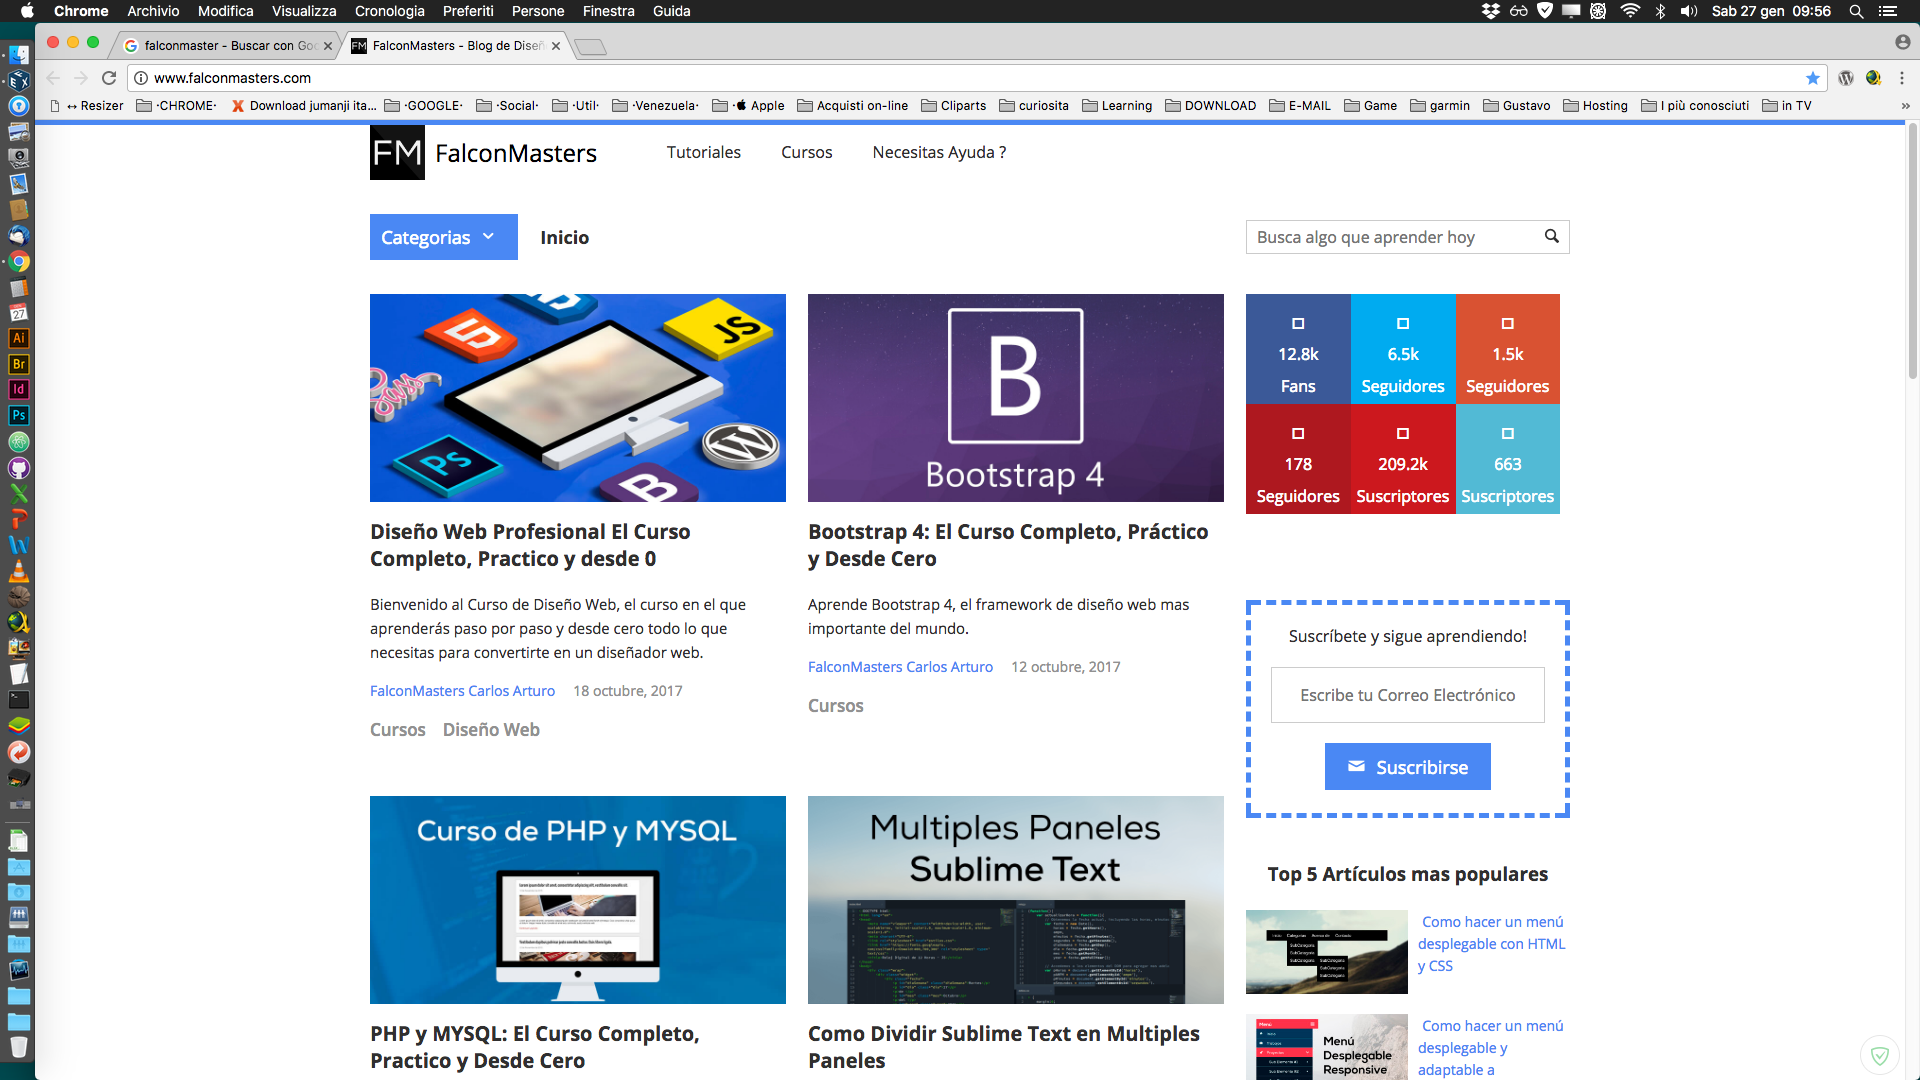 Chrome Archivio Modifica Visualizza Cronologia Preferiti Persone Finestra Guida Sab 27 gen 09:56
falconmaster - Buscar con Goo FalconMasters - Blog de Diseñ
www.falconmasters.com
↔ Resizer ·CHROME· Download jumanji ita... ·GOOGLE· ·Social· ·Util· ·Venezuela· · Apple Acquisti on-line Cliparts curiosita Learning DOWNLOAD E-MAIL Game garmin Gustavo Hosting I più conosciuti in TV »
FM FalconMasters Tutoriales Cursos Necesitas Ayuda ?
Categorias Inicio Busca algo que aprender hoy
JS
Sass
Ps
B
B
Bootstrap 4
12.8k 6.5k 1.5k
Fans Seguidores Seguidores
178 209.2k 663
Seguidores Suscriptores Suscriptores
Diseño Web Profesional El Curso
Completo, Practico y desde 0
Bienvenido al Curso de Diseño Web, el curso en el que
aprenderás paso por paso y desde cero todo lo que
necesitas para convertirte en un diseñador web.
FalconMasters Carlos Arturo 18 octubre, 2017
Cursos Diseño Web
Bootstrap 4: El Curso Completo, Práctico
y Desde Cero
Aprende Bootstrap 4, el framework de diseño web mas
importante del mundo.
FalconMasters Carlos Arturo 12 octubre, 2017
Cursos
Suscríbete y sigue aprendiendo!
Escribe tu Correo Electrónico
Suscribirse
Curso de PHP y MYSQL
PHP y MYSQL: El Curso Completo,
Practico y Desde Cero
Multiples Paneles
Sublime Text
Como Dividir Sublime Text en Multiples
Paneles
Top 5 Artículos mas populares
Como hacer un menú
desplegable con HTML
y CSS
Menú
Desplegable
Responsive
Como hacer un menú
desplegable y
adaptable a
27
Ai
Br
Id
Ps